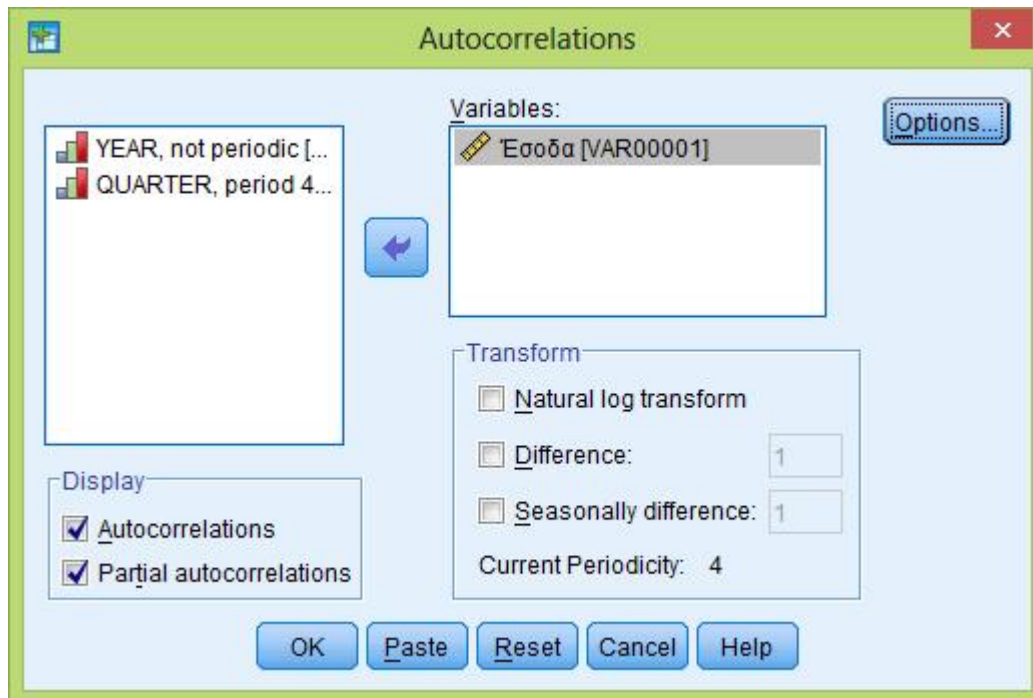 Autocorrelations
YEAR, not periodic [...
QUARTER, period 4...
Variables:
Έσοδα [VAR00001]
Options...
Transform
Natural log transform
Difference:
1
Seasonally difference:
1
Current Periodicity: 4
Display
Autocorrelations
Partial autocorrelations
OK
Paste
Reset
Cancel
Help